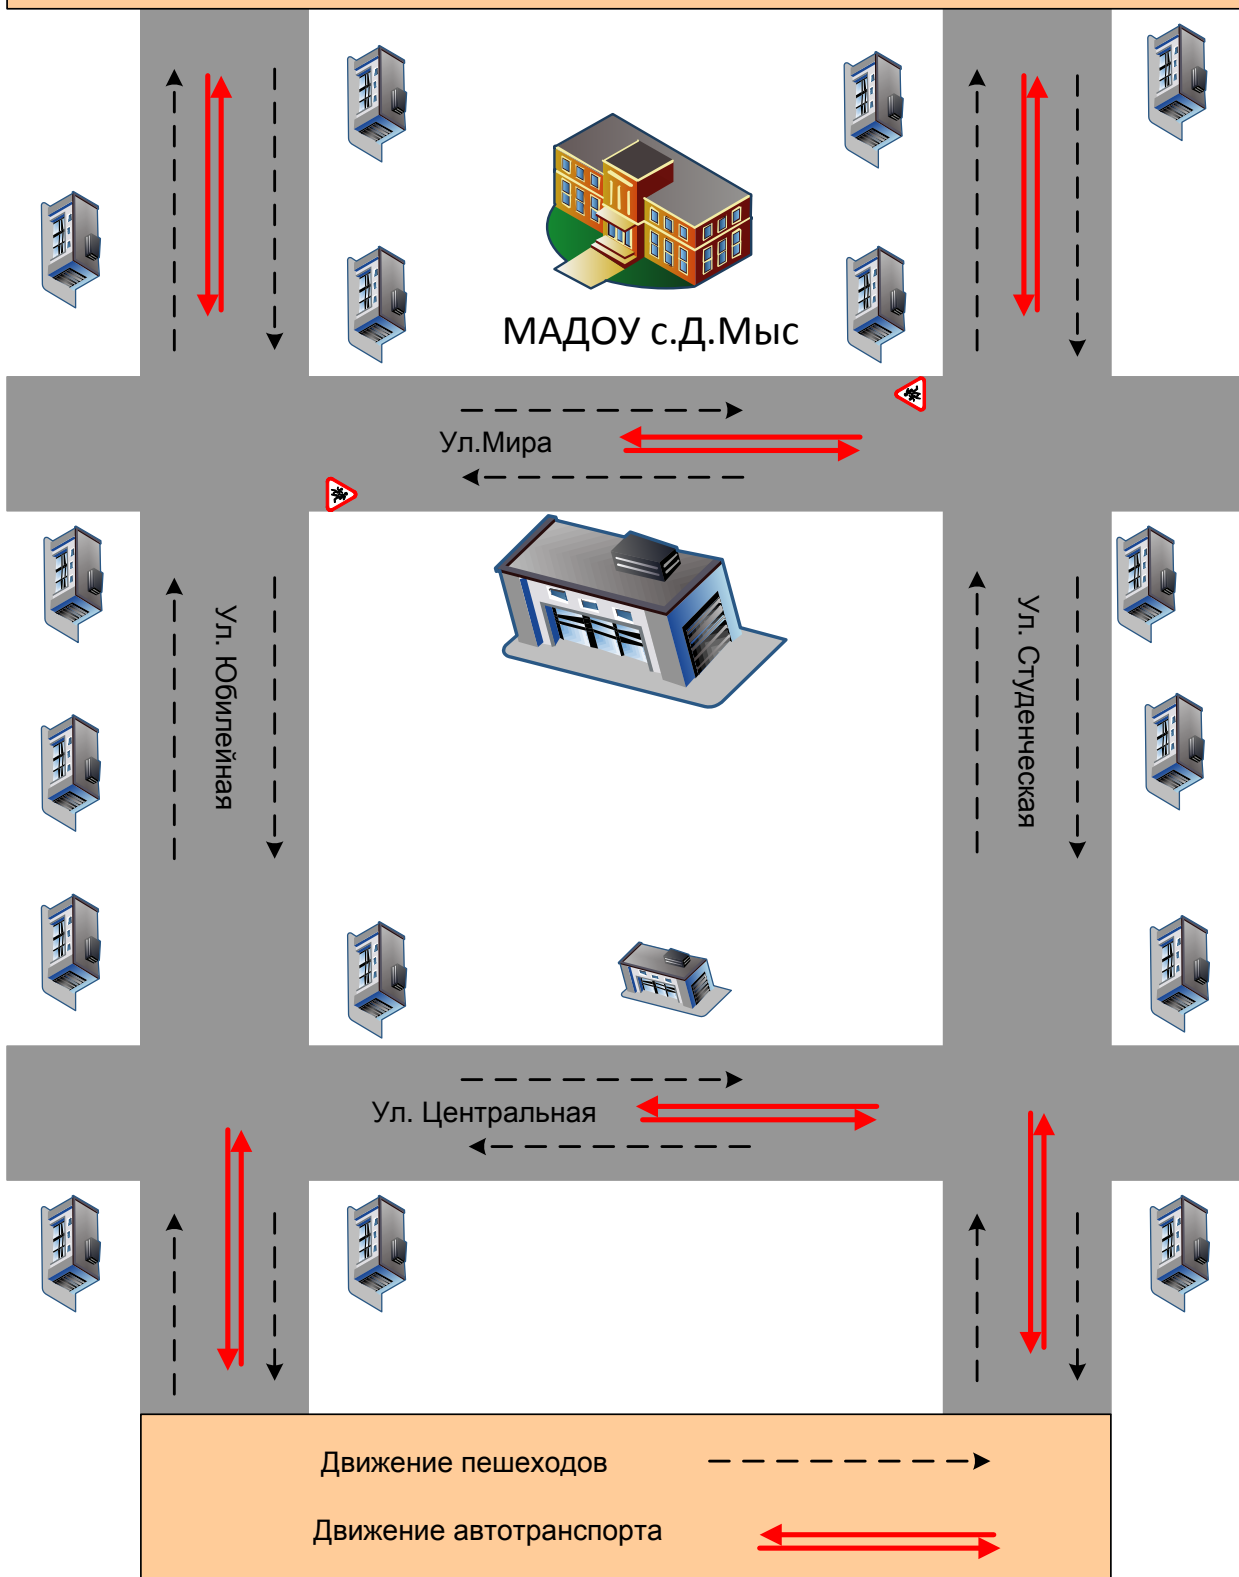 МАДОУ с.Д.Мыс
Ул.Мира
Ул. Юбилейная
Ул. Студенческая
Ул. Центральная
Движение пешеходов
Движение автотранспорта